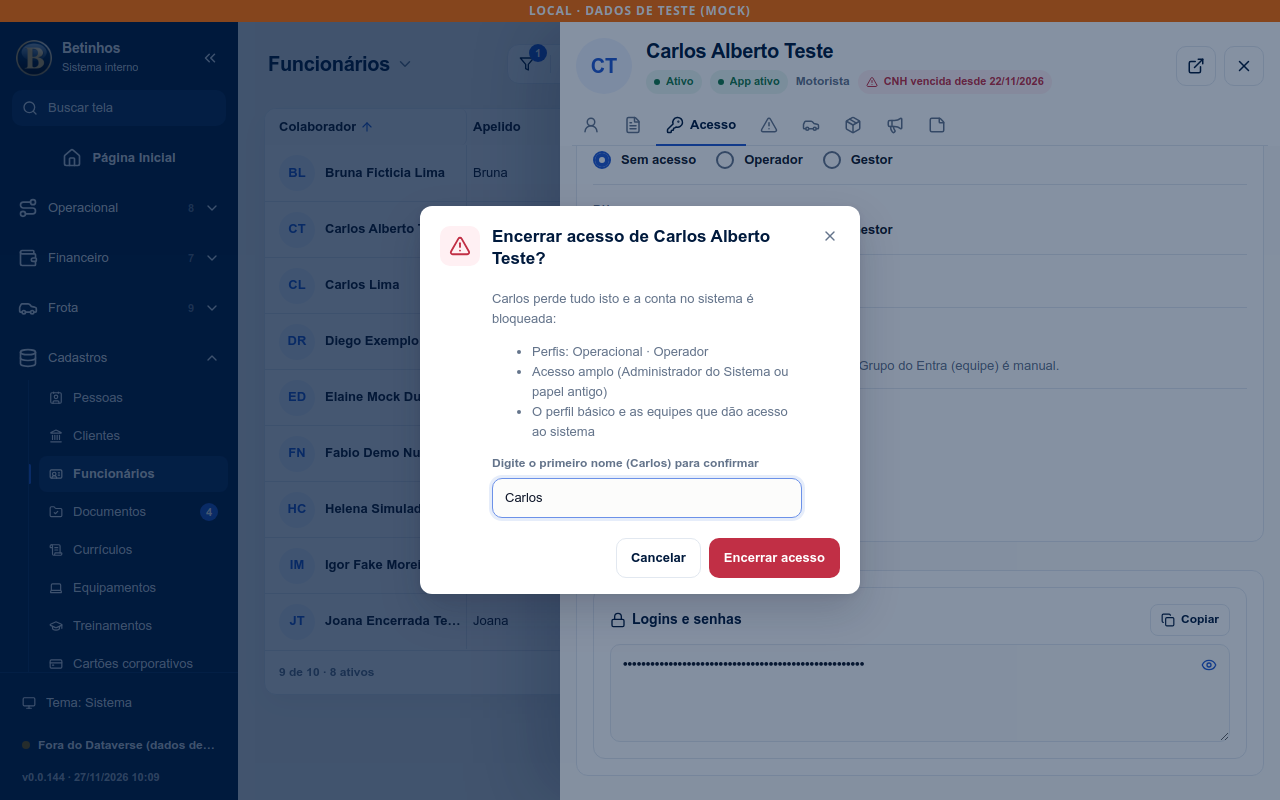 LOCAL · DADOS DE TESTE (MOCK)
Betinhos
Sistema interno
Buscar tela
Página Inicial
Operacional 8
Financeiro 7
Frota 9
Cadastros
Pessoas
Clientes
Funcionários
Documentos 4
Currículos
Equipamentos
Treinamentos
Cartões corporativos
Tema: Sistema
Fora do Dataverse (dados de…
v0.0.144 · 27/11/2026 10:09
Funcionários
1
Colaborador Apelido
BL Bruna Ficticia Lima Bruna
CT Carlos Alberto
CL Carlos Lima
DR Diego Exemplo
ED Elaine Mock
FN Fabio Demo
HC Helena
IM Igor Fake
JT Joana Encerrada Te… Joana
9 de 10 · 8 ativos
CT
Carlos Alberto Teste
Ativo App ativo Motorista CNH vencida desde 22/11/2026
Acesso
Sem acesso Operador Gestor
Grupo do Entra (equipe) é manual.
Logins e senhas
Copiar
••••••••••••••••••••••••••••••••••••••••••••••••••••••
Encerrar acesso de Carlos Alberto
Teste?
Carlos perde tudo isto e a conta no sistema é
bloqueada:
• Perfis: Operacional · Operador
• Acesso amplo (Administrador do Sistema ou
papel antigo)
• O perfil básico e as equipes que dão acesso
ao sistema
Digite o primeiro nome (Carlos) para confirmar
Carlos
Cancelar
Encerrar acesso